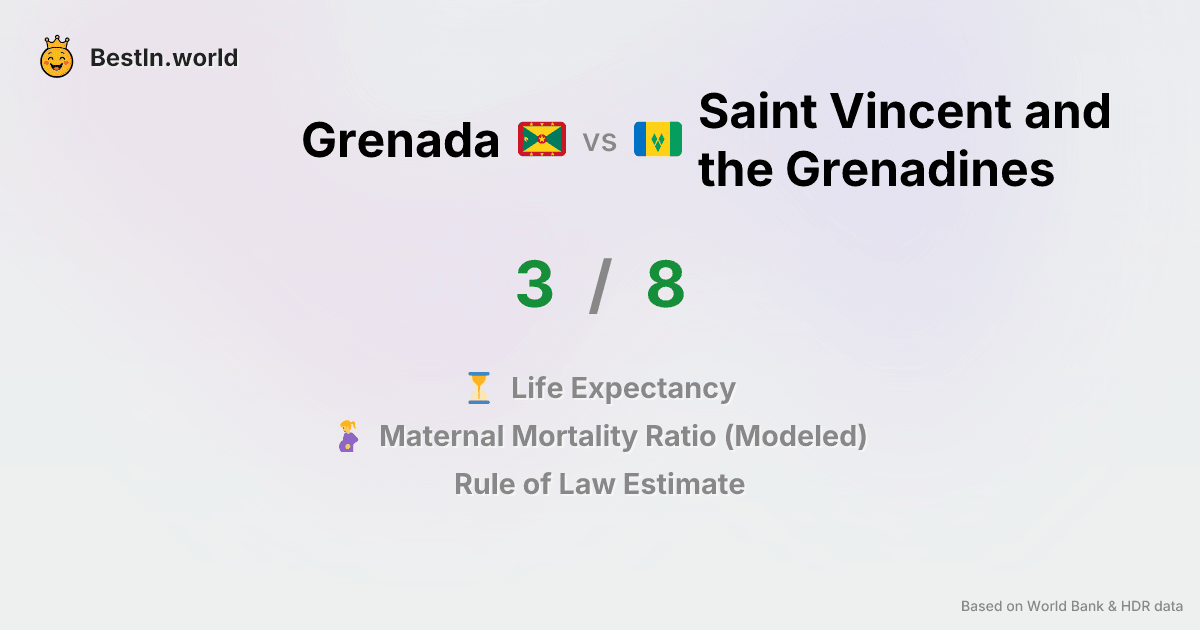 BestIn.world
Grenada vs Saint Vincent and
the Grenadines
3 / 8
Life Expectancy
Maternal Mortality Ratio (Modeled)
Rule of Law Estimate
Based on World Bank & HDR data